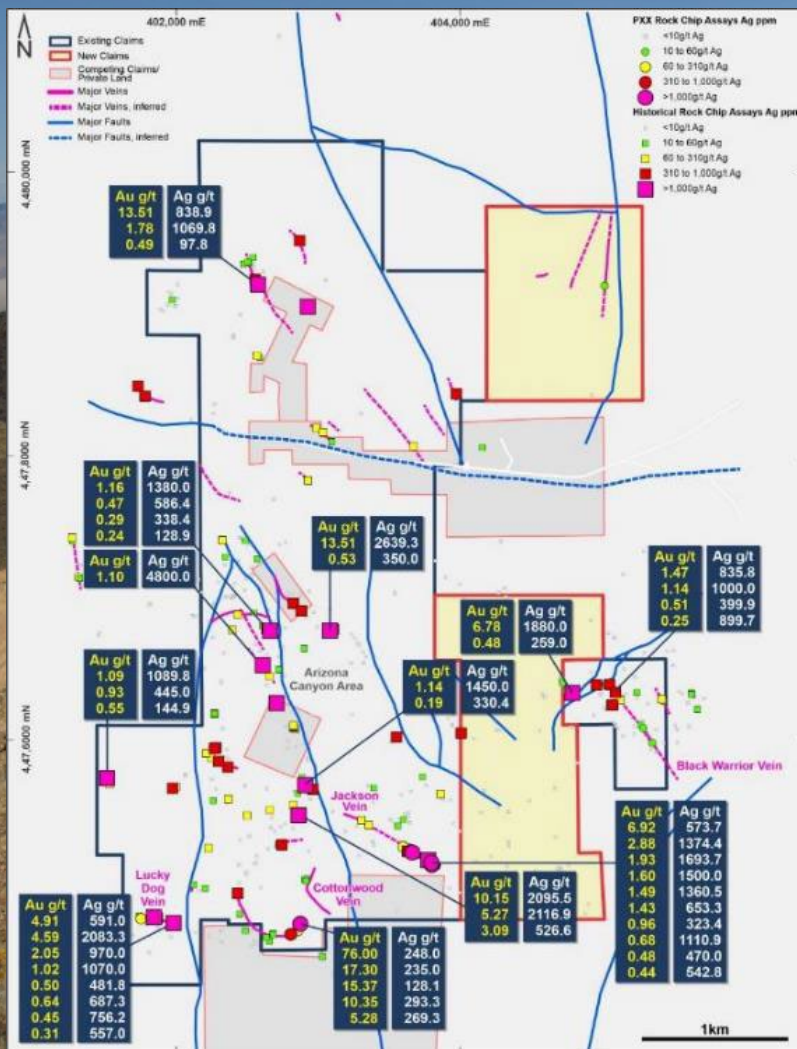 402,000 mE
404,000 mE
N
Existing Claims
New Claims
Competing Claims/
Private Land
Major Veins
Major Veins, inferred
Major Faults
Major Faults, inferred
PXX Rock Chip Assays Ag ppm
<10g/t Ag
10 to 60g/t Ag
60 to 310g/t Ag
310 to 1,000g/t Ag
>1,000g/t Ag
Historical Rock Chip Assays Ag ppm
<10g/t Ag
10 to 60g/t Ag
60 to 310g/t Ag
310 to 1,000g/t Ag
>1,000g/t Ag
4,480,000 mN
Au g/t Ag g/t
13.51 838.9
1.78 1069.8
0.49 97.8
4,47,8000 mN
Au g/t Ag g/t
1.16 1380.0
0.47 586.4
0.29 338.4
0.24 128.9
Au g/t Ag g/t
1.10 4800.0
Au g/t Ag g/t
13.51 2639.3
0.53 350.0
Au g/t Ag g/t
1.47 835.8
1.14 1000.0
0.51 399.9
0.25 899.7
Au g/t Ag g/t
6.78 1880.0
0.48 259.0
Au g/t Ag g/t
1.09 1089.8
0.93 445.0
0.55 144.9
Arizona
Canyon Area
Au g/t Ag g/t
1.14 1450.0
0.19 330.4
4,47,6000 mN
Black Warrior Vein
Jackson
Vein
Au g/t Ag g/t
6.92 573.7
2.88 1374.4
1.93 1693.7
1.60 1500.0
1.49 1360.5
1.43 653.3
0.96 323.4
0.68 1110.9
0.48 470.0
0.44 542.8
Lucky
Dog
Vein
Cottonwood
Vein
Au g/t Ag g/t
10.15 2095.5
5.27 2116.9
3.09 526.6
Au g/t Ag g/t
4.91 591.0
4.59 2083.3
2.05 970.0
1.02 1070.0
0.50 481.8
0.64 687.3
0.45 756.2
0.31 557.0
Au g/t Ag g/t
76.00 248.0
17.30 235.0
15.37 128.1
10.35 293.3
5.28 269.3
1km